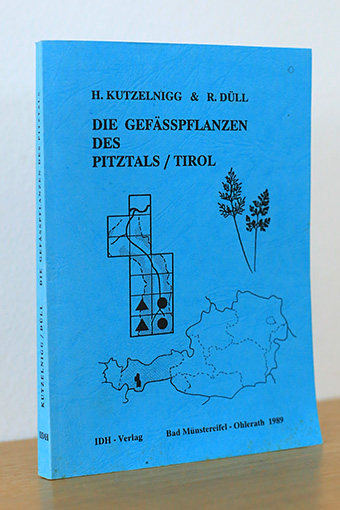 H. KUTZELNIGG & R. DÜLL
DIE GEFÄSSPFLANZEN
DES
PITZTALS / TIROL
IDH - Verlag Bad Münstereifel - Ohlerath 1989
KUTZELNIGG / DÜLL DIE GEFÄSSPFLANZEN DES PITZTALS
IDH